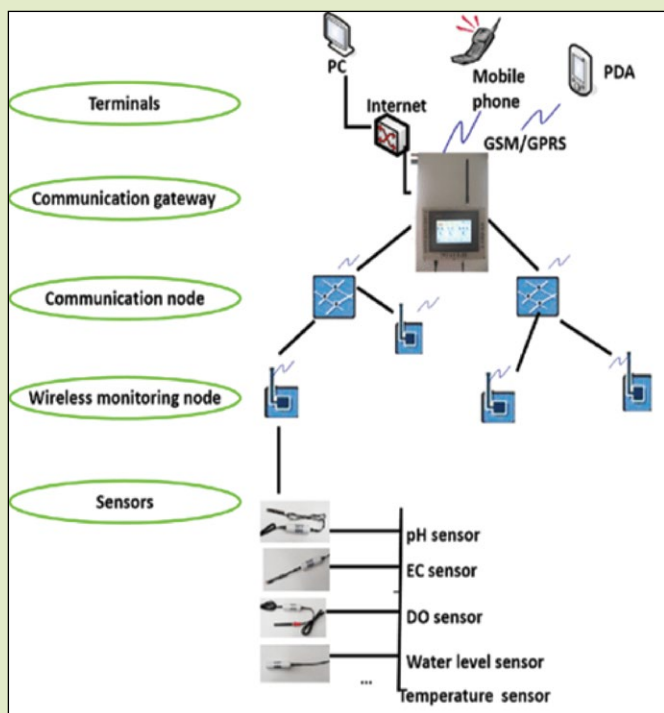 PC
Mobile
phone
PDA
Terminals
Internet
GSM/GPRS
Communication gateway
Communication node
Wireless monitoring node
Sensors
pH sensor
EC sensor
DO sensor
Water level sensor
...
Temperature sensor